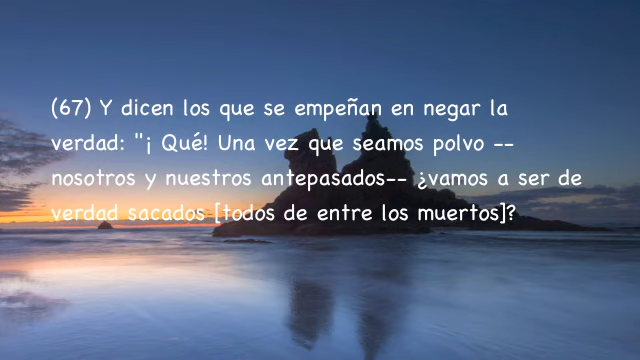 (67) Y dicen los que se empeñan en negar la
verdad: "¡ Qué! Una vez que seamos polvo --
nosotros y nuestros antepasados-- ¿vamos a ser de
verdad sacados [todos de entre los muertos]?